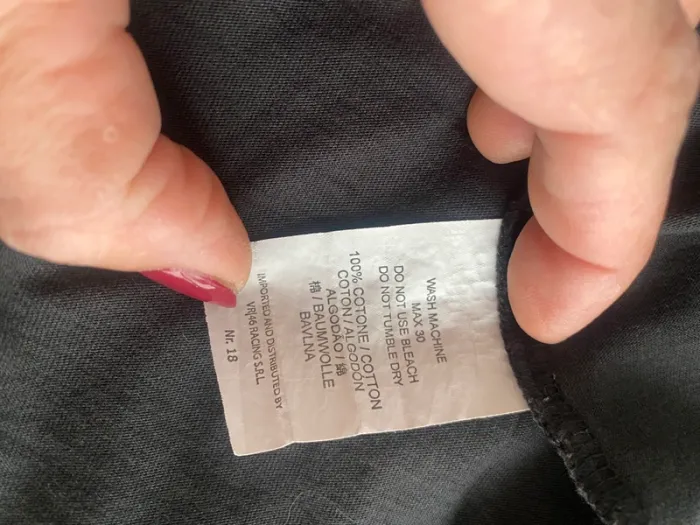 WASH MACHINE
MAX 30
DO NOT USE BLEACH
DO NOT TUMBLE DRY
100% COTONE / COTTON
COTON / ALGODÓN
ALGODÃO / 綿
棉 / BAUMWOLLE
BAVLNA
IMPORTED AND DISTRIBUTED BY
VR|46 RACING S.R.L.
Nr. 18